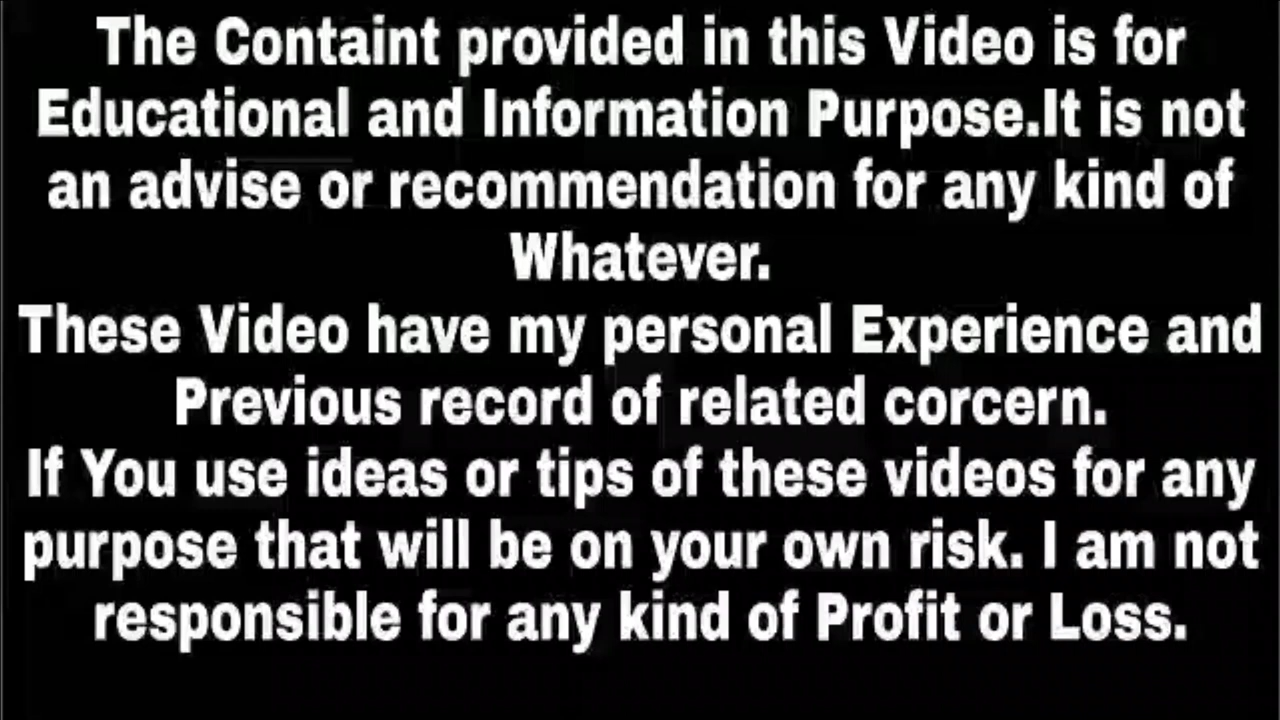 The Containt provided in this Video is for
Educational and Information Purpose.It is not
an advise or recommendation for any kind of
Whatever.
These Video have my personal Experience and
Previous record of related corcern.
If You use ideas or tips of these videos for any
purpose that will be on your own risk. I am not
responsible for any kind of Profit or Loss.